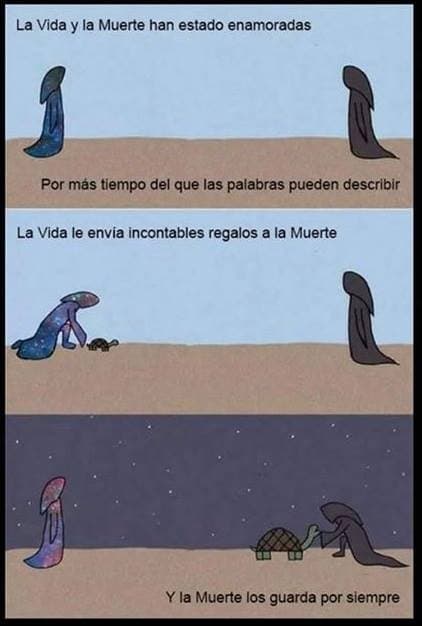 La Vida y la Muerte han estado enamoradas
Por más tiempo del que las palabras pueden describir
La Vida le envía incontables regalos a la Muerte
Y la Muerte los guarda por siempre